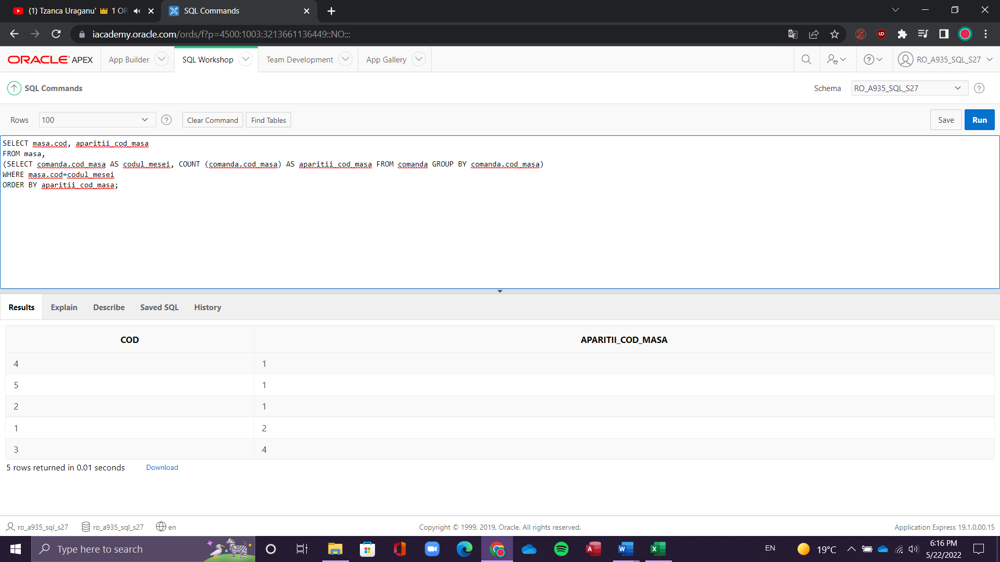 (1) Tzanca Uraganu' 👑 1 OR
SQL Commands
iacademy.oracle.com/ords/f?p=4500:1003:3213661136449::NO:::
ORACLE APEX
App Builder
SQL Workshop
Team Development
App Gallery
RO_A935_SQL_S27
SQL Commands
Schema
RO_A935_SQL_S27
Rows
100
Clear Command
Find Tables
Save
Run
SELECT masa.cod, aparitii_cod_masa
FROM masa,
(SELECT comanda.cod_masa AS codul_mesei, COUNT (comanda.cod_masa) AS aparitii_cod_masa FROM comanda GROUP BY comanda.cod_masa)
WHERE masa.cod=codul_mesei
ORDER BY aparitii_cod_masa;
Results Explain Describe Saved SQL History
COD APARITII_COD_MASA
4 1
5 1
2 1
1 2
3 4
5 rows returned in 0.01 seconds Download
ro_a935_sql_s27 ro_a935_sql_s27 en
Copyright © 1999, 2019, Oracle. All rights reserved.
Application Express 19.1.0.00.15
Type here to search
EN
19°C
6:16 PM
5/22/2022